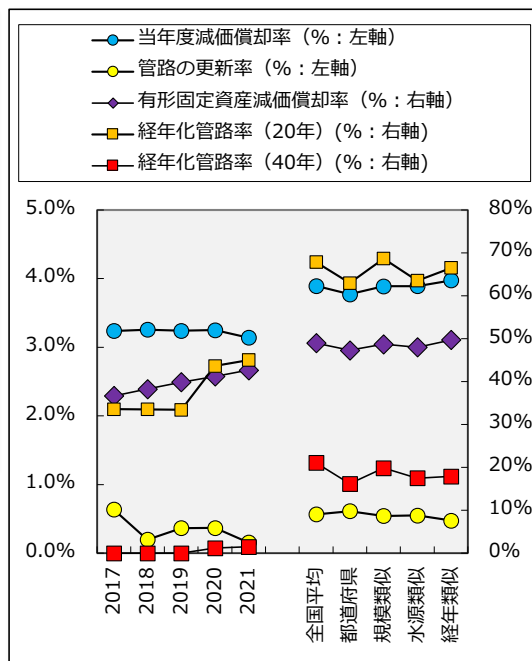 当年度減価償却率（%：左軸）
管路の更新率（%：左軸）
有形固定資産減価償却率（%：右軸）
経年化管路率（20年）(%：右軸)
経年化管路率（40年）(%：右軸)
5.0%
4.0%
3.0%
2.0%
1.0%
0.0%
80%
70%
60%
50%
40%
30%
20%
10%
0%
2017
2018
2019
2020
2021
全国平均
都道府県
規模類似
水源類似
経年類似